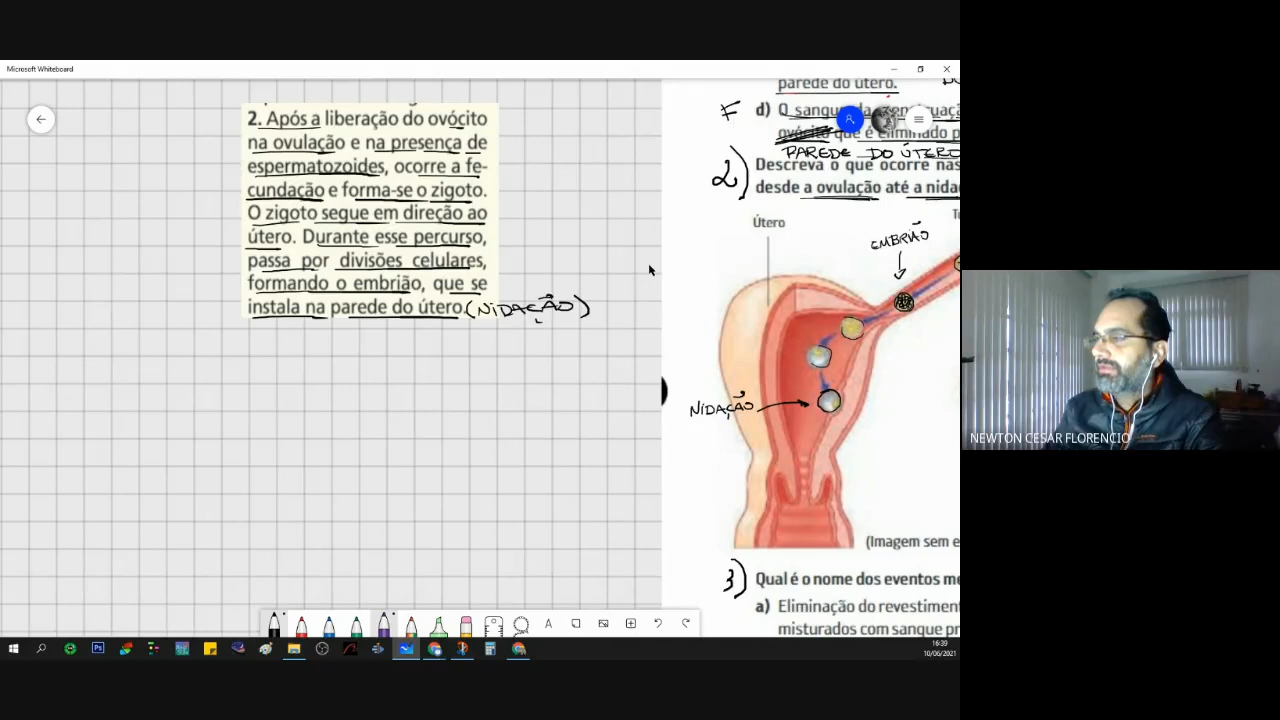 Microsoft Whiteboard
2. Após a liberação do ovócito
na ovulação e na presença de
espermatozoides, ocorre a fe-
cundação e forma-se o zigoto.
O zigoto segue em direção ao
útero. Durante esse percurso,
passa por divisões celulares,
formando o embrião, que se
instala na parede do útero. (NIDAÇÃO)
parede do útero.
F d) O sangue da
ovócito que é eliminado p
PAREDE DO ÚTERO
2) Descreva o que ocorre nas
desde a ovulação até a nida
Útero
EMBRIÃO
NIDAÇÃO
(Imagem sem e
3) Qual é o nome dos eventos me
a) Eliminação do revestimen
misturados com sangue pr
NEWTON CESAR FLORENCIO
16:39
10/06/2021